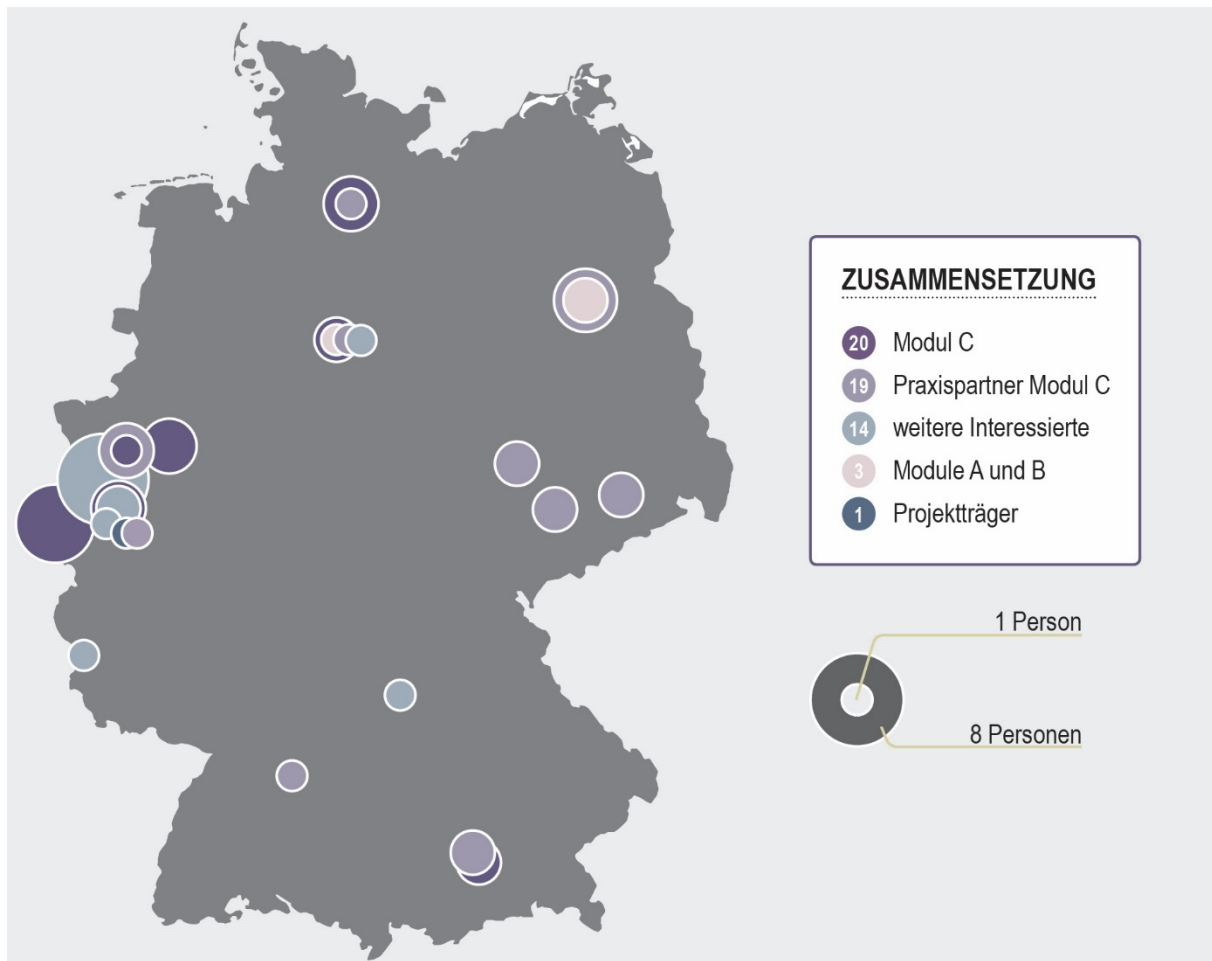 ZUSAMMENSETZUNG
20 Modul C
19 Praxispartner Modul C
14 weitere Interessierte
3 Module A und B
1 Projektträger
1 Person
8 Personen